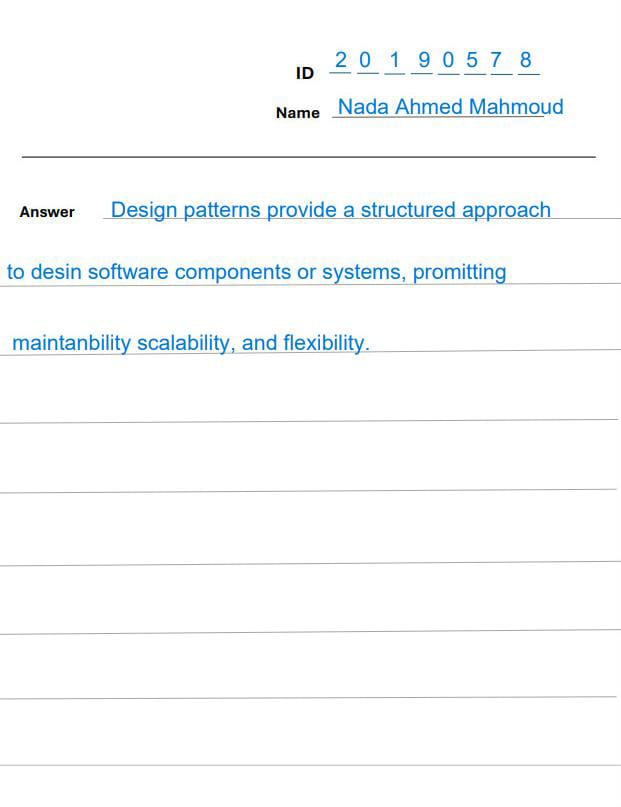 ID 2 0 1 9 0 5 7 8
Name Nada Ahmed Mahmoud
Answer Design patterns provide a structured approach
to desin software components or systems, promitting
maintanbility scalability, and flexibility.